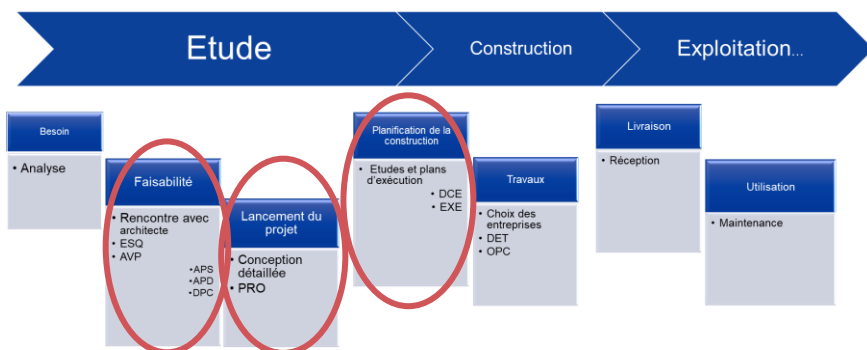 Etude
Construction
Exploitation...
Besoin
• Analyse
Faisabilité
• Rencontre avec
architecte
• ESQ
• AVP
•APS
•APD
•DPC
Lancement du
projet
• Conception
détaillée
• PRO
Planification de la
construction
• Etudes et plans
d'exécution
• DCE
• EXE
Travaux
• Choix des
entreprises
• DET
• OPC
Livraison
• Réception
Utilisation
• Maintenance